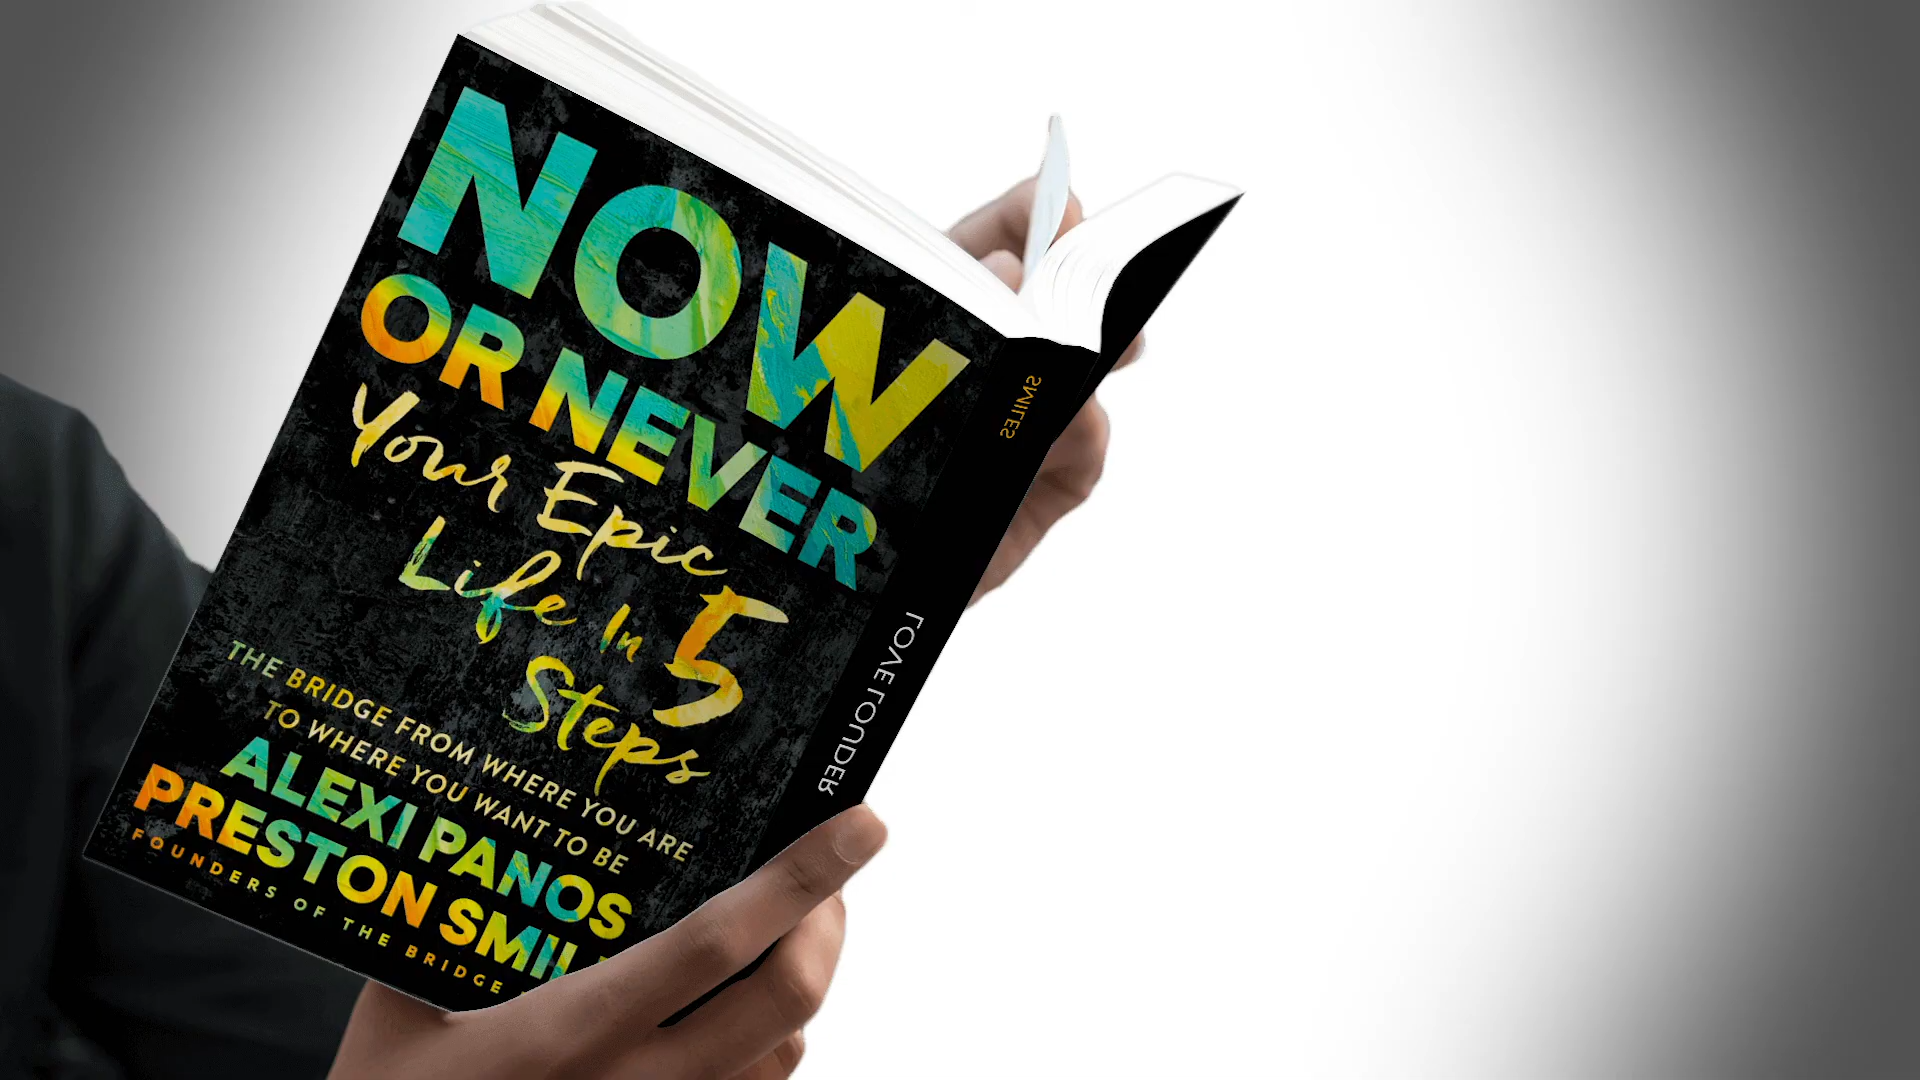 NOW
OR NEVER
Your Epic
Life In 5
Steps
THE BRIDGE FROM WHERE YOU ARE
TO WHERE YOU WANT TO BE
ALEXI PANOS
PRESTON
FOUNDERS OF THE BRIDGE
SMILES
LOVE LOUDER